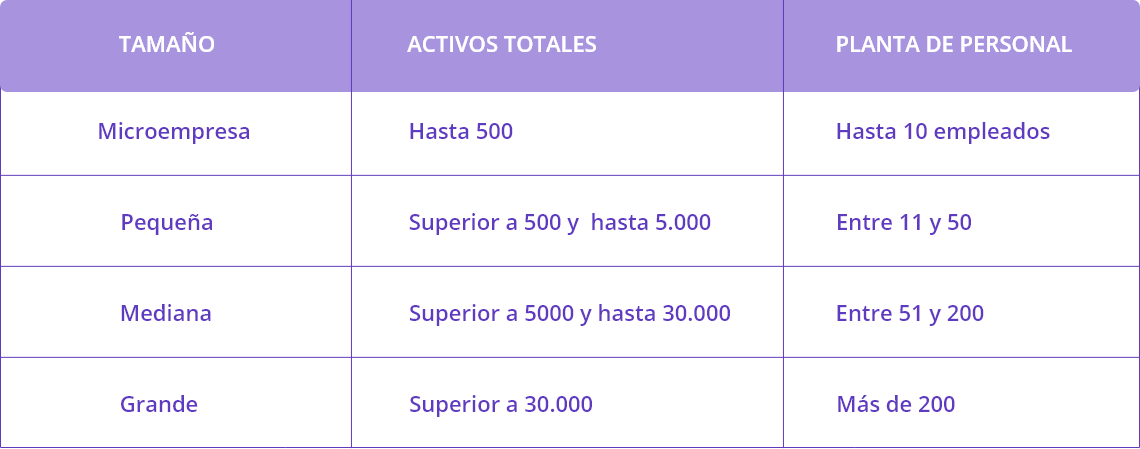 TAMAÑO ACTIVOS TOTALES PLANTA DE PERSONAL
Microempresa Hasta 500 Hasta 10 empleados
Pequeña Superior a 500 y  hasta 5.000 Entre 11 y 50
Mediana Superior a 5000 y hasta 30.000 Entre 51 y 200
Grande Superior a 30.000 Más de 200